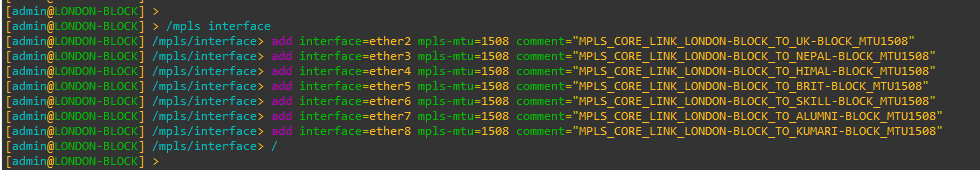 [admin@LONDON-BLOCK] >
[admin@LONDON-BLOCK] > /mpls interface
[admin@LONDON-BLOCK] /mpls/interface> add interface=ether2 mpls-mtu=1508 comment="MPLS_CORE_LINK_LONDON-BLOCK_TO_UK-BLOCK_MTU1508"
[admin@LONDON-BLOCK] /mpls/interface> add interface=ether3 mpls-mtu=1508 comment="MPLS_CORE_LINK_LONDON-BLOCK_TO_NEPAL-BLOCK_MTU1508"
[admin@LONDON-BLOCK] /mpls/interface> add interface=ether4 mpls-mtu=1508 comment="MPLS_CORE_LINK_LONDON-BLOCK_TO_HIMAL-BLOCK_MTU1508"
[admin@LONDON-BLOCK] /mpls/interface> add interface=ether5 mpls-mtu=1508 comment="MPLS_CORE_LINK_LONDON-BLOCK_TO_BRIT-BLOCK_MTU1508"
[admin@LONDON-BLOCK] /mpls/interface> add interface=ether6 mpls-mtu=1508 comment="MPLS_CORE_LINK_LONDON-BLOCK_TO_SKILL-BLOCK_MTU1508"
[admin@LONDON-BLOCK] /mpls/interface> add interface=ether7 mpls-mtu=1508 comment="MPLS_CORE_LINK_LONDON-BLOCK_TO_ALUMNI-BLOCK_MTU1508"
[admin@LONDON-BLOCK] /mpls/interface> add interface=ether8 mpls-mtu=1508 comment="MPLS_CORE_LINK_LONDON-BLOCK_TO_KUMARI-BLOCK_MTU1508"
[admin@LONDON-BLOCK] /mpls/interface> /
[admin@LONDON-BLOCK] >